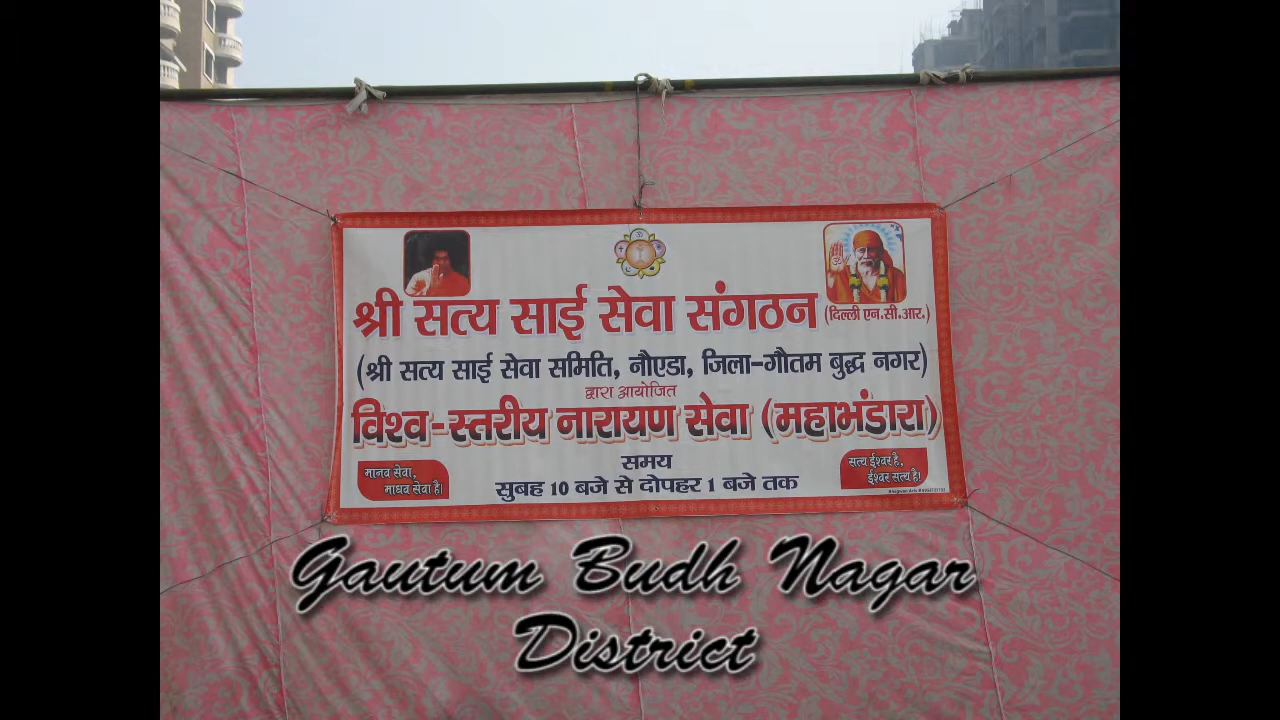 श्री सत्य साई सेवा संगठन (दिल्ली एन.सी.आर.)
(श्री सत्य साई सेवा समिति, नौएडा, जिला-गौतम बुद्ध नगर)
द्वारा आयोजित
विश्व-स्तरीय नारायण सेवा (महाभंडारा)
समय
सुबह 10 बजे से दोपहर 1 बजे तक
मानव सेवा,
माधव सेवा है!
सत्य ईश्वर है,
ईश्वर सत्य है!
Gautum Budh Nagar
District